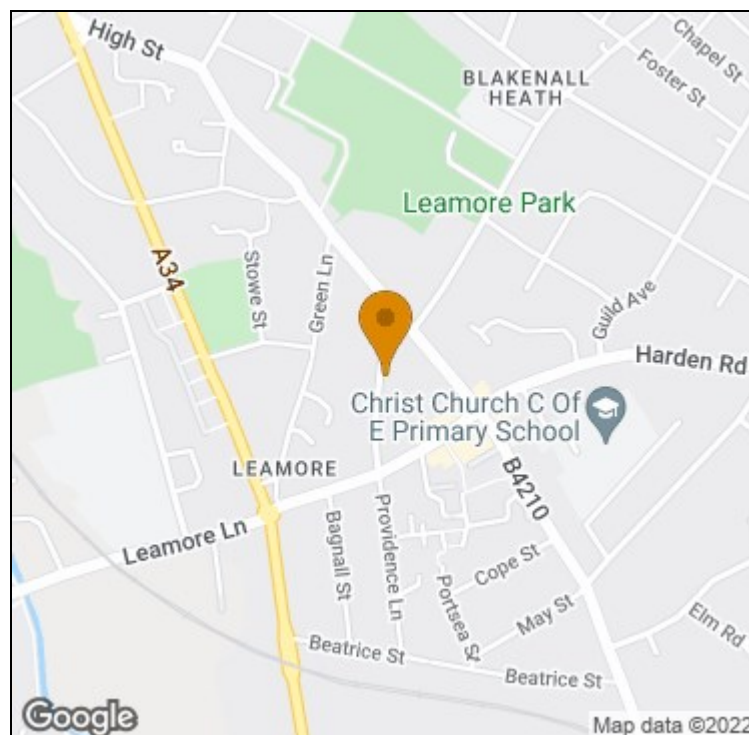 High St
Chapel St
Foster St
BLAKENALL
HEATH
Leamore Park
A34
Stowe St
Green Ln
Guild Ave
Harden Rd
Christ Church C Of
E Primary School
LEAMORE
B4210
Leamore Ln
Bagnall St
Providence Ln
Portsea St
Cope St
May St
Elm Rd
Beatrice St
Beatrice St
Google
Map data ©2022